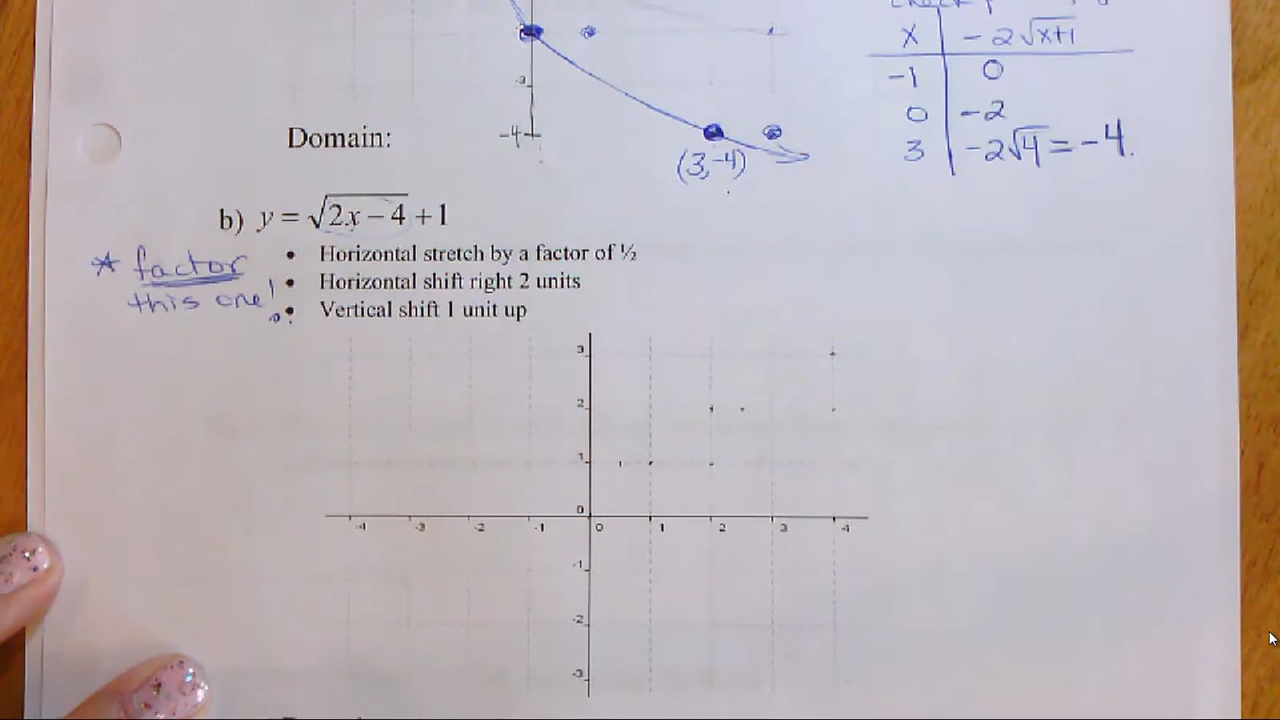 x | -2√x+1
-1 | 0
-3
0 | -2
Domain:
-4
3 | -2√4 = -4.
(3,-4)
b) y = √2x – 4 + 1
* factor this one!
• Horizontal stretch by a factor of ½
• Horizontal shift right 2 units
• Vertical shift 1 unit up
3
2
1
0
-4 -3 -2 -1 0 1 2 3 4
-1
-2
-3